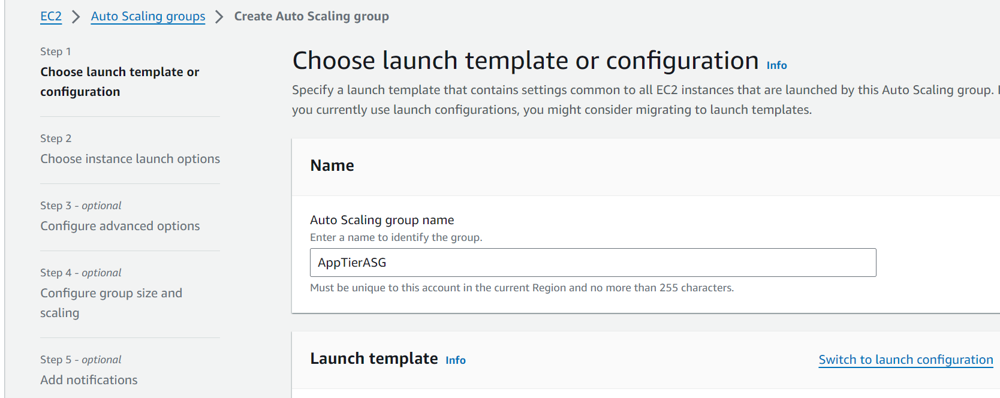 EC2 > Auto Scaling groups > Create Auto Scaling group
Step 1
Choose launch template or
configuration
Step 2
Choose instance launch options
Step 3 - optional
Configure advanced options
Step 4 - optional
Configure group size and
scaling
Step 5 - optional
Add notifications
Choose launch template or configuration Info
Specify a launch template that contains settings common to all EC2 instances that are launched by this Auto Scaling group.
you currently use launch configurations, you might consider migrating to launch templates.
Name
Auto Scaling group name
Enter a name to identify the group.
AppTierASG
Must be unique to this account in the current Region and no more than 255 characters.
Launch template Info
Switch to launch configuration